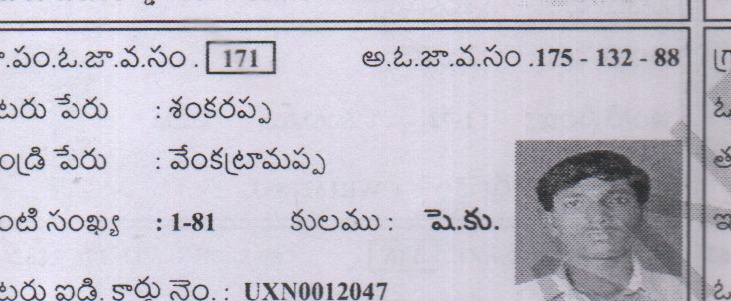 .పం.ఓ.జా.వ.సం . 171 అ.ఓ.జా.వ.సం .175 - 132 - 88
టరు పేరు : శంకరప్ప
ండ్రి పేరు : వేంకట్రామప్ప
ంటి సంఖ్య : 1-81 కులము : షె.కు.
టరు ఐడి. కార్డు నెం. : UXN0012047